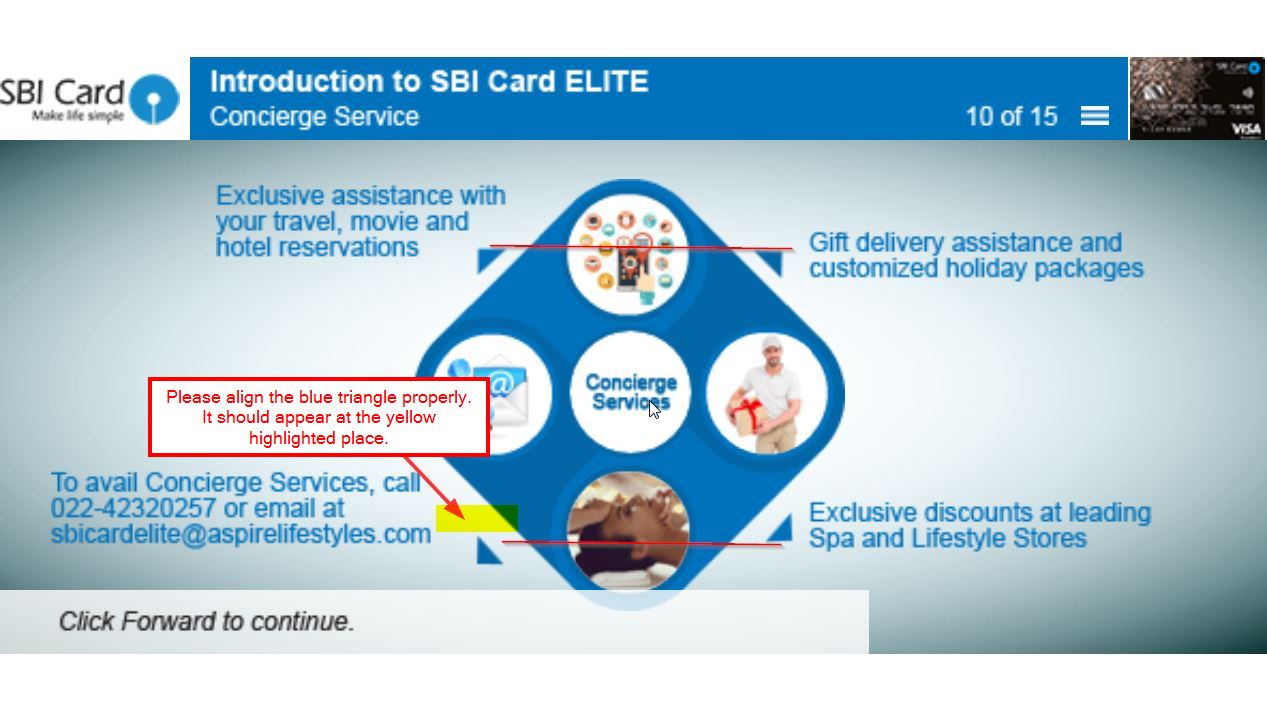 SBI Card
Make life simple
Introduction to SBI Card ELITE
Concierge Service
10 of 15
SBI Card
VISA
Exclusive assistance with
your travel, movie and
hotel reservations
Gift delivery assistance and
customized holiday packages
@
Concierge
Services
Please align the blue triangle properly.
It should appear at the yellow
highlighted place.
To avail Concierge Services, call
022-42320257 or email at
sbicardelite@aspirelifestyles.com
Exclusive discounts at leading
Spa and Lifestyle Stores
Click Forward to continue.